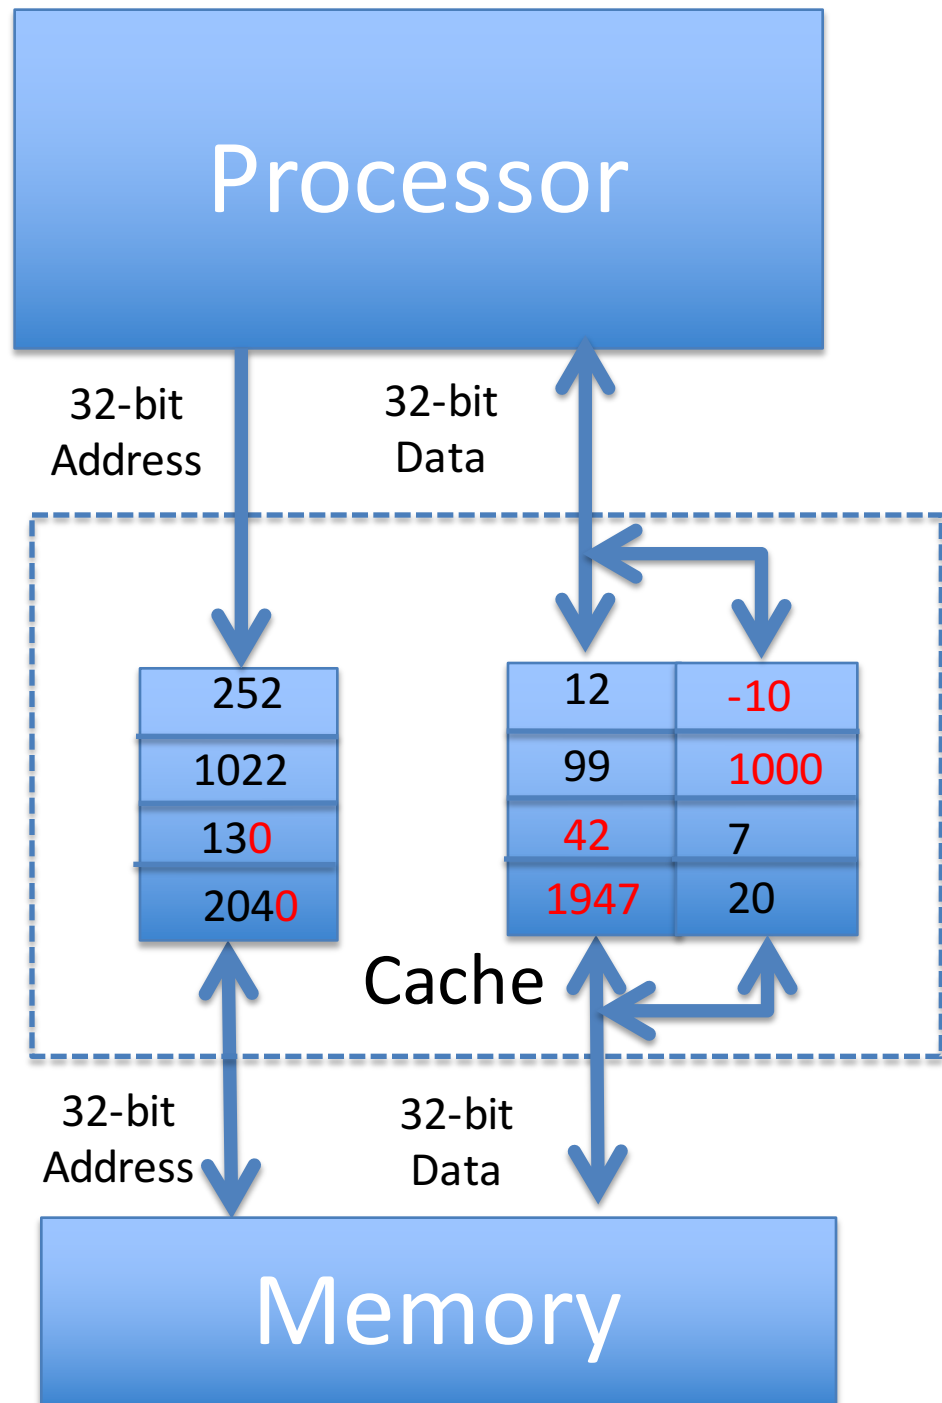 Processor
32-bit
Address
32-bit
Data
252
12
-10
1022
99
1000
130
42
7
2040
1947
20
Cache
32-bit
Address
32-bit
Data
Memory